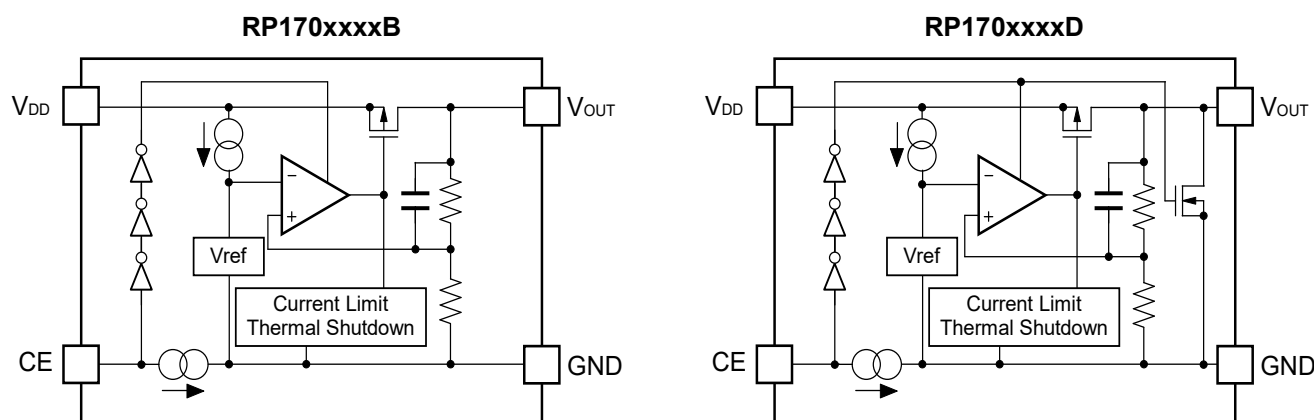 RP170xxxxB
VDD
VOUT
−
+
Vref
Current Limit
Thermal Shutdown
CE
GND
RP170xxxxD
VDD
VOUT
−
+
Vref
Current Limit
Thermal Shutdown
CE
GND